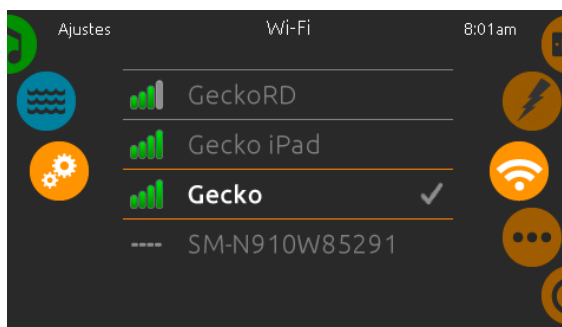 Ajustes Wi-Fi 8:01am
GeckoRD
Gecko iPad
Gecko
---- SM-N910W85291